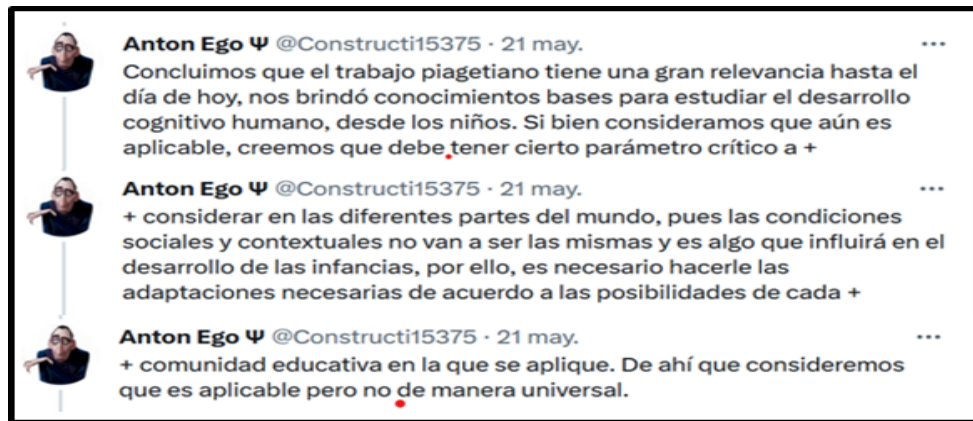 Anton Ego Ψ @Constructi15375 · 21 may.
Concluimos que el trabajo piagetiano tiene una gran relevancia hasta el
día de hoy, nos brindó conocimientos bases para estudiar el desarrollo
cognitivo humano, desde los niños. Si bien consideramos que aún es
aplicable, creemos que debe tener cierto parámetro crítico a +
Anton Ego Ψ @Constructi15375 · 21 may.
+ considerar en las diferentes partes del mundo, pues las condiciones
sociales y contextuales no van a ser las mismas y es algo que influirá en el
desarrollo de las infancias, por ello, es necesario hacerle las
adaptaciones necesarias de acuerdo a las posibilidades de cada +
Anton Ego Ψ @Constructi15375 · 21 may.
+ comunidad educativa en la que se aplique. De ahí que consideremos
que es aplicable pero no de manera universal.